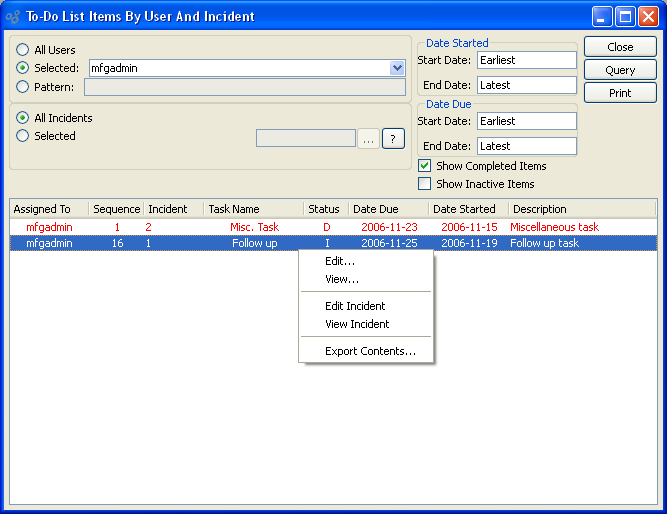 To-Do List Items By User And Incident
All Users
Selected: mfgadmin
Pattern:
All Incidents
Selected ... ?
Date Started
Start Date: Earliest
End Date: Latest
Date Due
Start Date: Earliest
End Date: Latest
Show Completed Items
Show Inactive Items
Close
Query
Print
Assigned To Sequence Incident Task Name Status Date Due Date Started Description
mfgadmin 1 2 Misc. Task D 2006-11-23 2006-11-15 Miscellaneous task
mfgadmin 16 1 Follow up I 2006-11-25 2006-11-19 Follow up task
Edit...
View...
Edit Incident
View Incident
Export Contents...